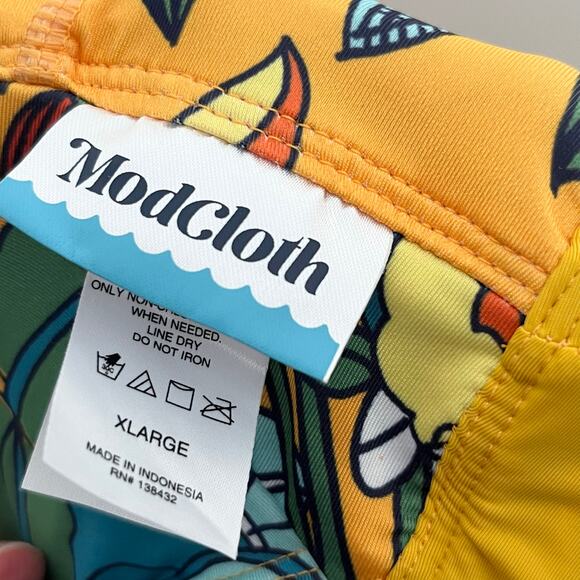 ModCloth
ONLY NON-
WHEN NEEDED.
LINE DRY
DO NOT IRON
XLARGE
MADE IN INDONESIA
RN# 138432